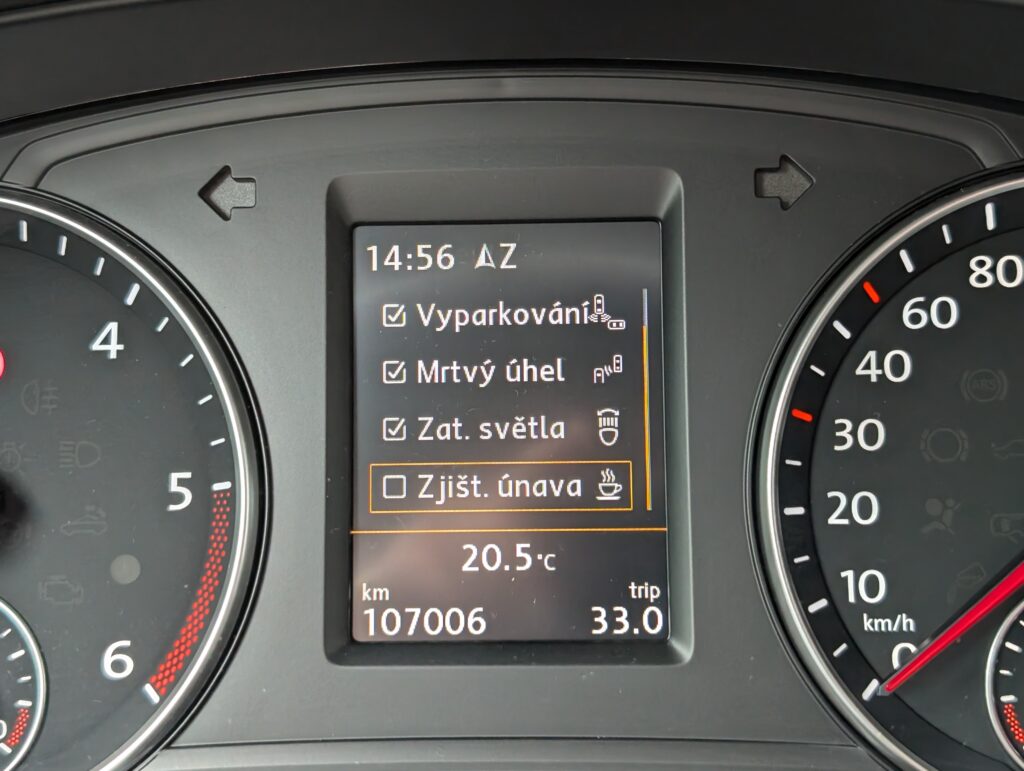 14:56 Z
Vyparkování
Mrtvý úhel
Zat. světla
Zjišt. únava
20.5°C
km trip
107006 33.0
4
5
6
80
60
40
30
20
10
km/h
0